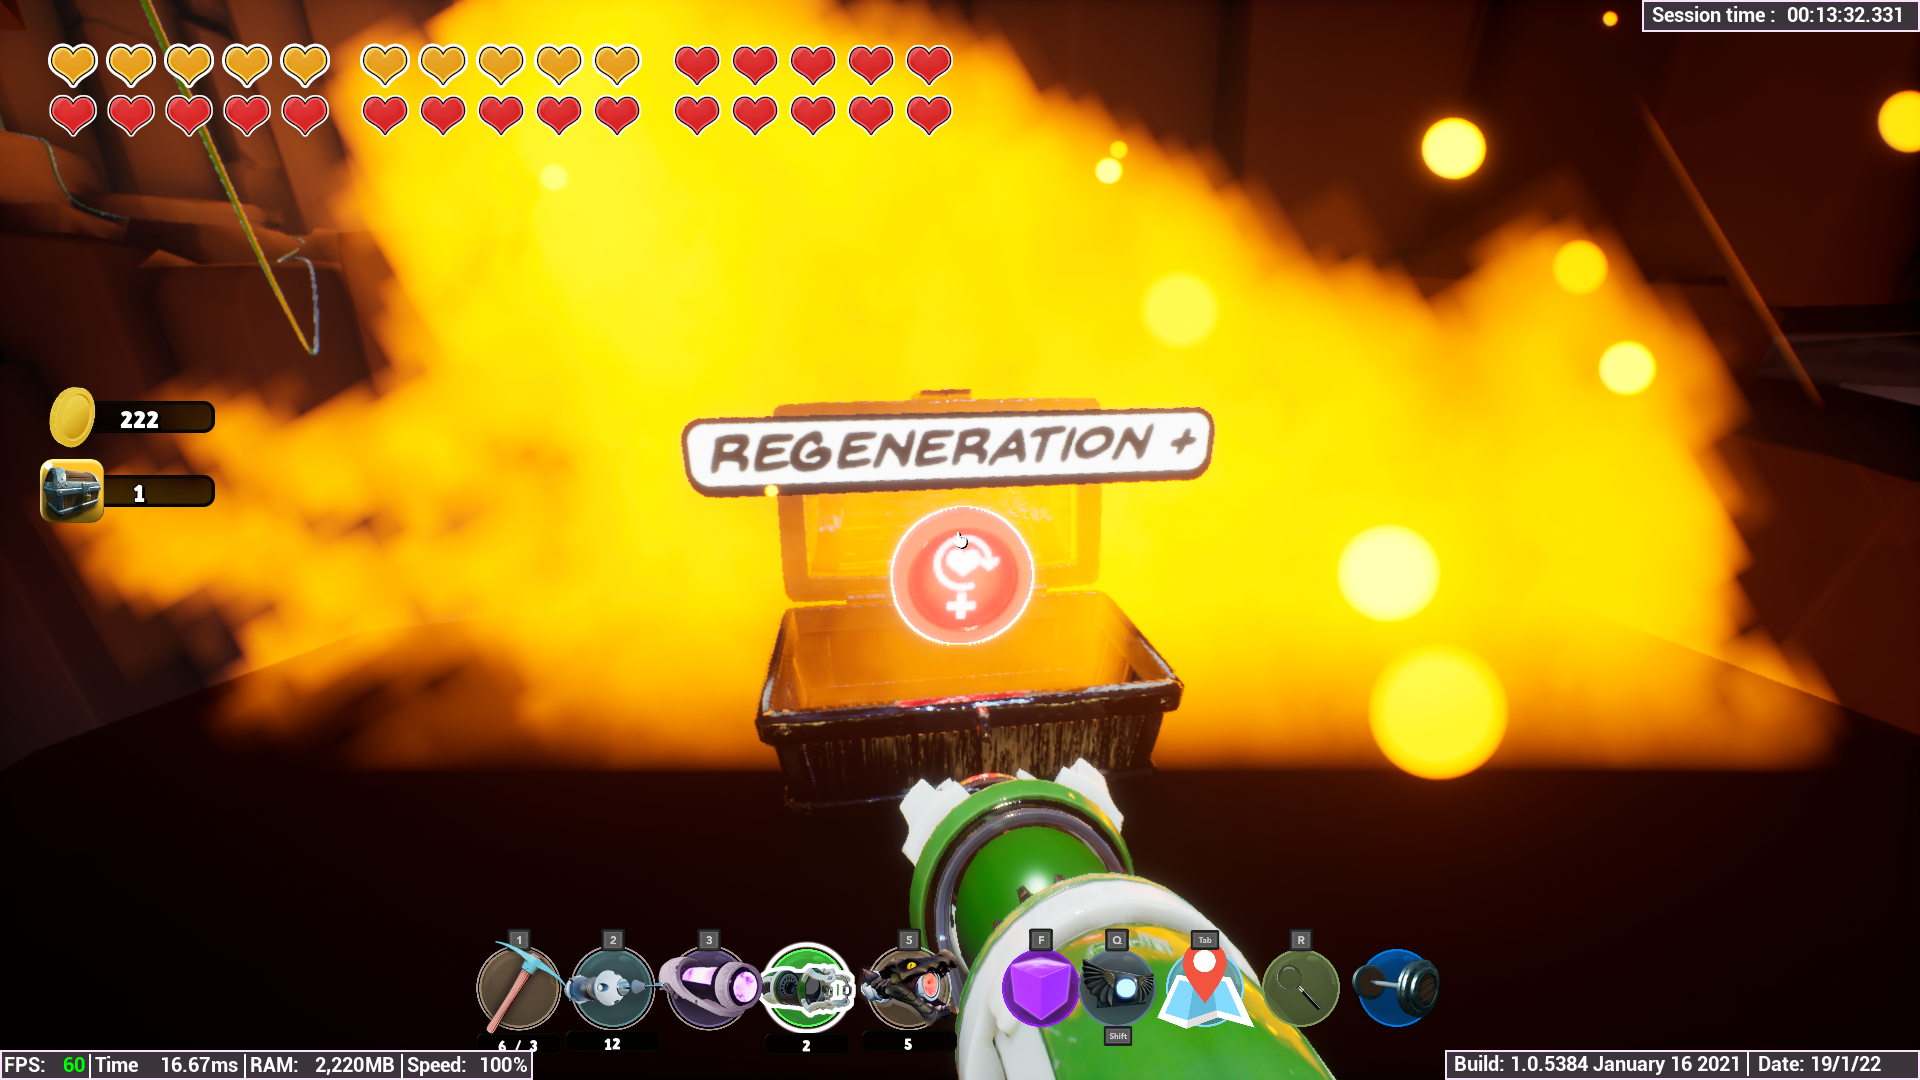 Session time : 00:13:32.331
222
REGENERATION +
1
1 2 3 5 F Q Tab R
Shift
6 / 3 12 2 5
FPS: 60 Time 16.67ms RAM: 2,220MB Speed: 100%
Build: 1.0.5384 January 16 2021 Date: 19/1/22